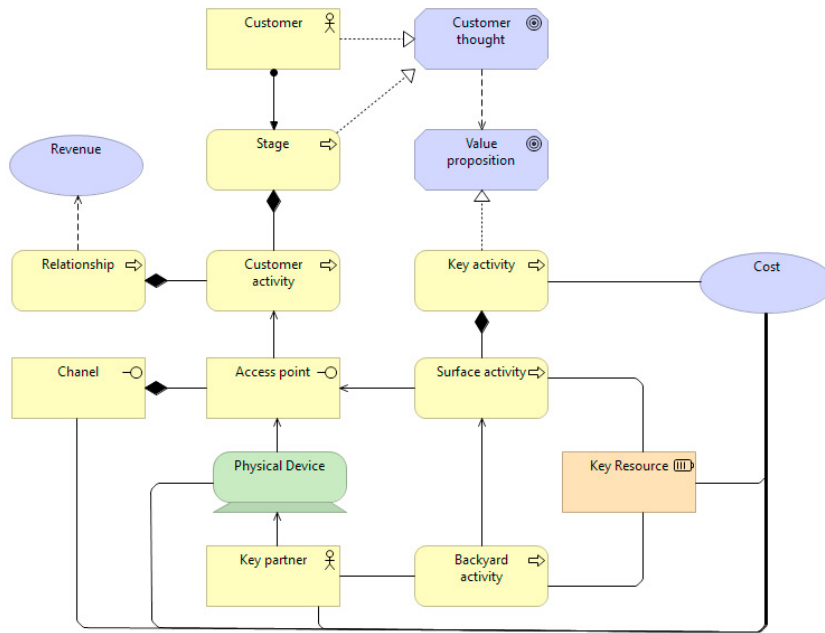 Customer
Customer
thought
Stage
Value
proposition
Revenue
Relationship
Customer
activity
Key activity
Cost
Chanel
Access point
Surface activity
Physical Device
Key Resource
Key partner
Backyard
activity